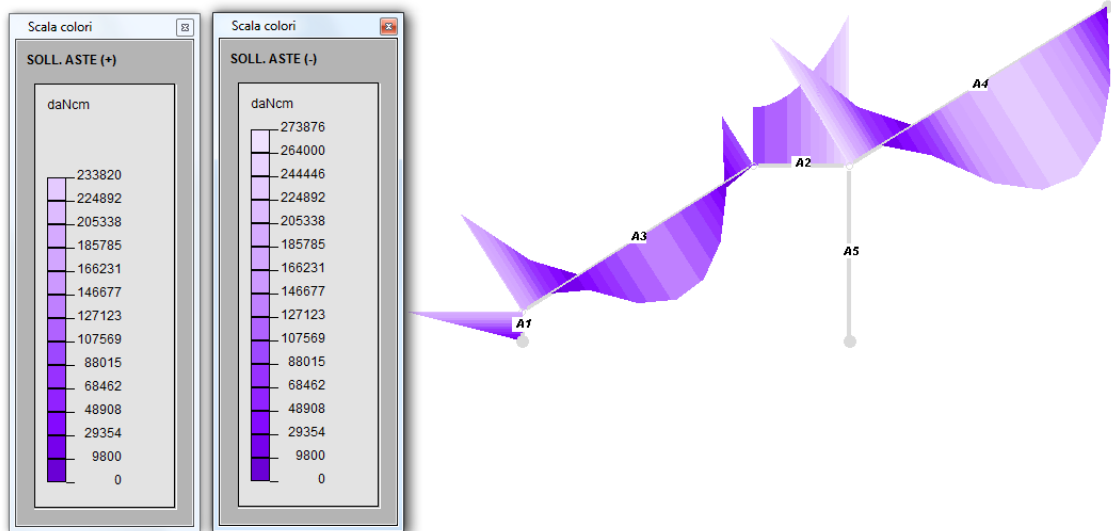 Scala colori
SOLL. ASTE (+)
daNcm
233820
224892
205338
185785
166231
146677
127123
107569
88015
68462
48908
29354
9800
0
Scala colori
SOLL. ASTE (-)
daNcm
273876
264000
244446
224892
205338
185785
166231
146677
127123
107569
88015
68462
48908
29354
9800
0
A4
A2
A3
A5
A1